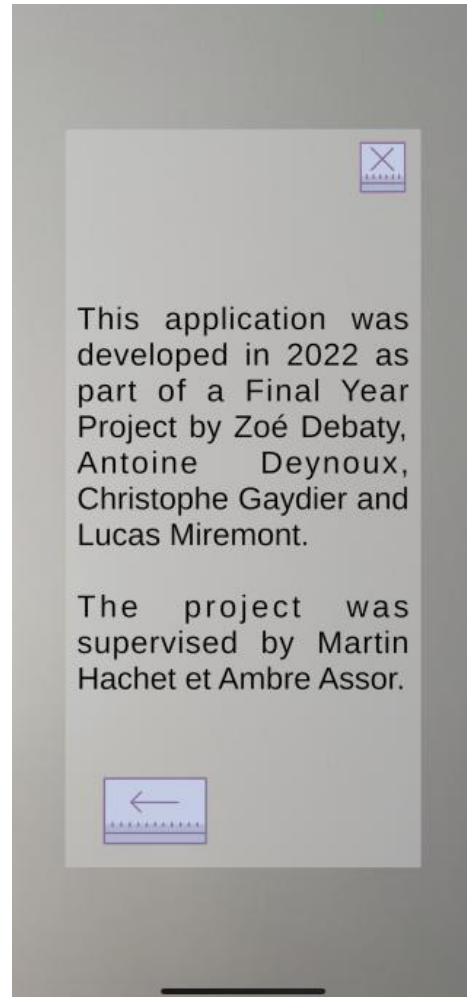 This application was
developed in 2022 as
part of a Final Year
Project by Zoé Debaty,
Antoine Deynoux,
Christophe Gaydier and
Lucas Miremont.
The project was
supervised by Martin
Hachet et Ambre Assor.